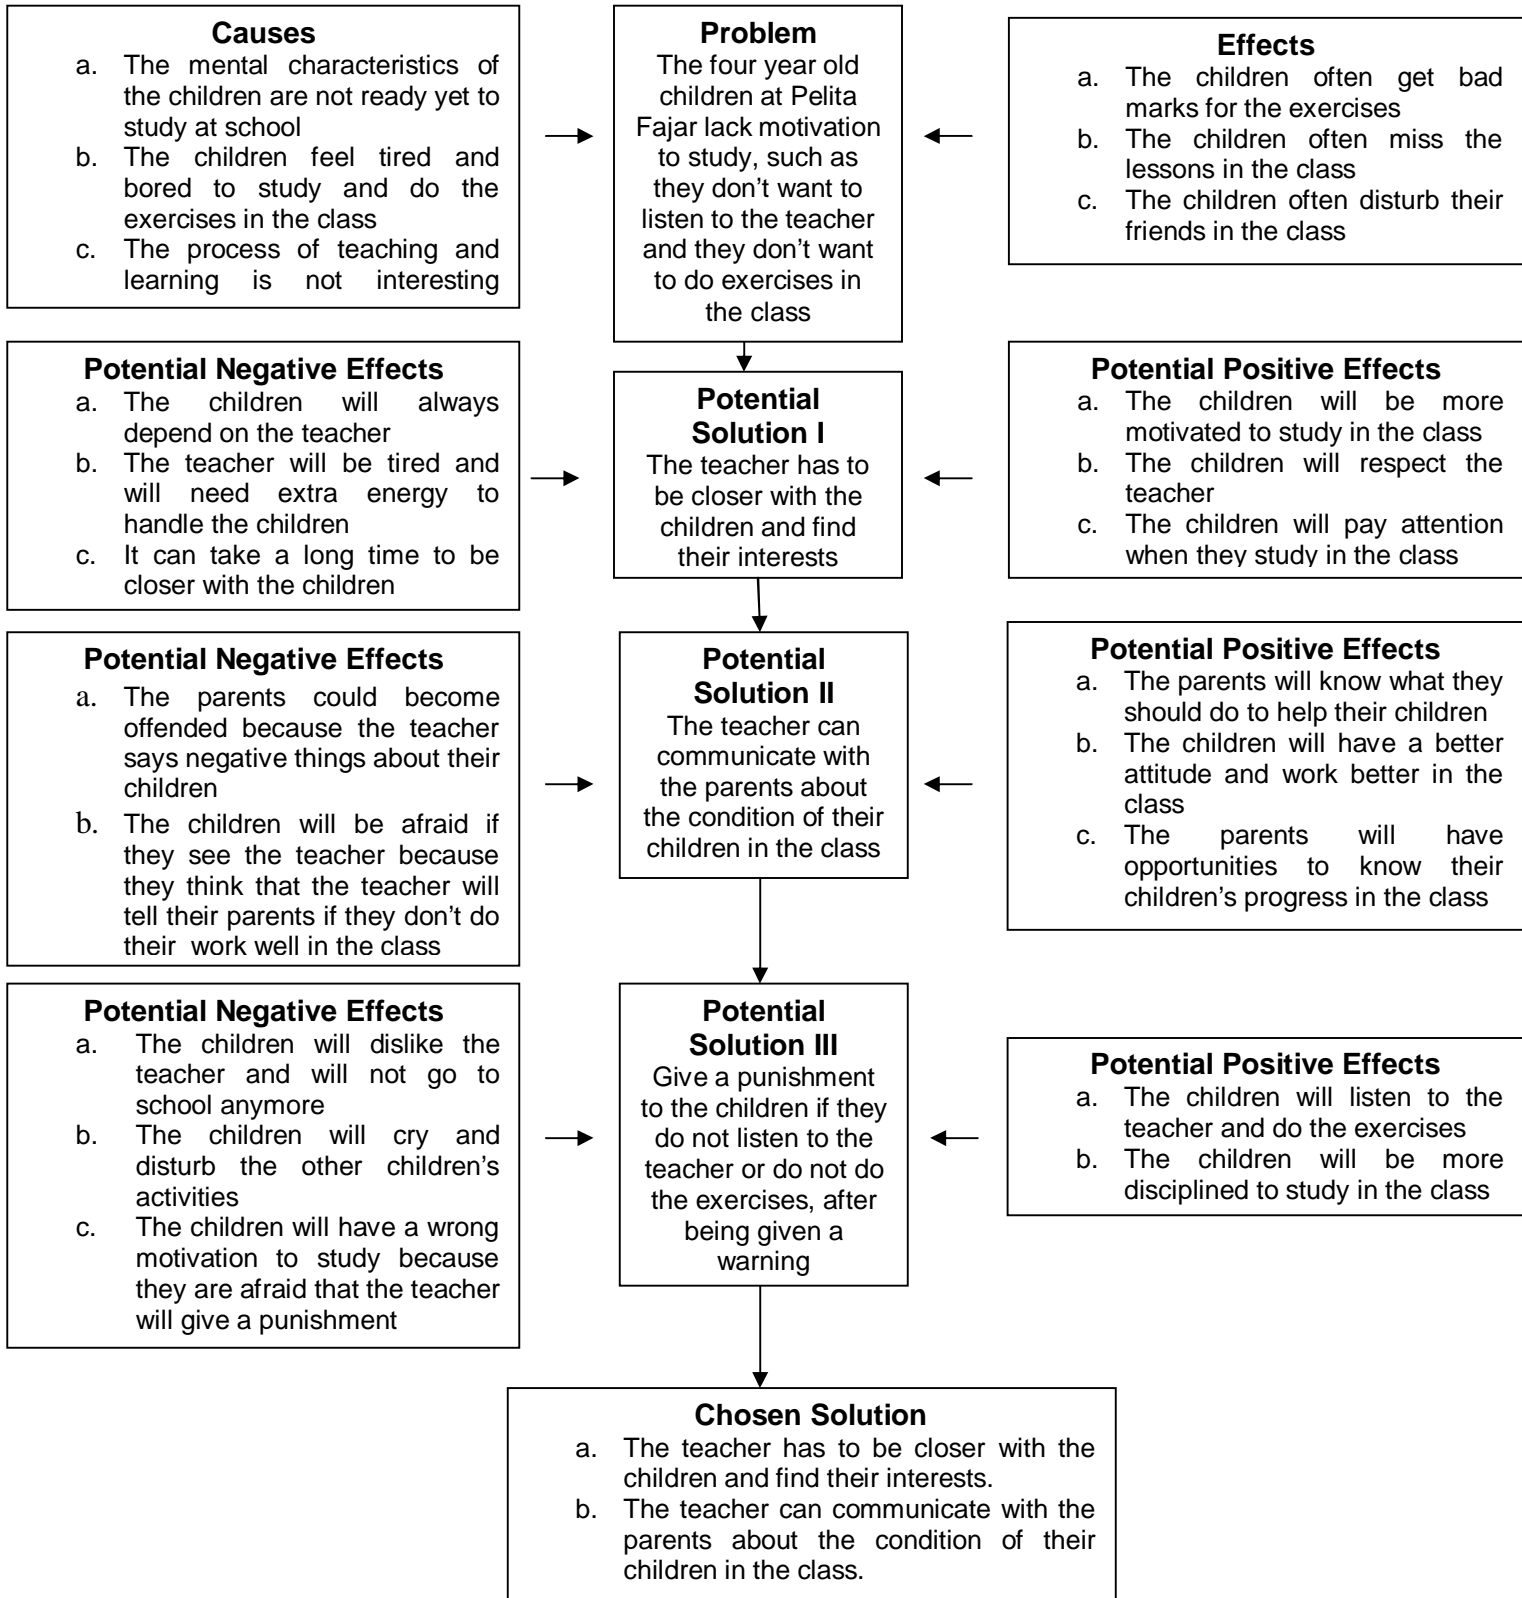 Causes
a. The mental characteristics of
the children are not ready yet to
study at school
b. The children feel tired and
bored to study and do the
exercises in the class
c. The process of teaching and
learning is not interesting
Problem
The four year old
children at Pelita
Fajar lack motivation
to study, such as
they don’t want to
listen to the teacher
and they don’t want
to do exercises in
the class
Effects
a. The children often get bad
marks for the exercises
b. The children often miss the
lessons in the class
c. The children often disturb their
friends in the class
Potential Negative Effects
a. The children will always
depend on the teacher
b. The teacher will be tired and
will need extra energy to
handle the children
c. It can take a long time to be
closer with the children
Potential
Solution I
The teacher has to
be closer with the
children and find
their interests
Potential Positive Effects
a. The children will be more
motivated to study in the class
b. The children will respect the
teacher
c. The children will pay attention
when they study in the class
Potential Negative Effects
a. The parents could become
offended because the teacher
says negative things about their
children
b. The children will be afraid if
they see the teacher because
they think that the teacher will
tell their parents if they don’t do
their work well in the class
Potential
Solution II
The teacher can
communicate with
the parents about
the condition of their
children in the class
Potential Positive Effects
a. The parents will know what they
should do to help their children
b. The children will have a better
attitude and work better in the
class
c. The parents will have
opportunities to know their
children’s progress in the class
Potential Negative Effects
a. The children will dislike the
teacher and will not go to
school anymore
b. The children will cry and
disturb the other children’s
activities
c. The children will have a wrong
motivation to study because
they are afraid that the teacher
will give a punishment
Potential
Solution III
Give a punishment
to the children if they
do not listen to the
teacher or do not do
the exercises, after
being given a
warning
Potential Positive Effects
a. The children will listen to the
teacher and do the exercises
b. The children will be more
disciplined to study in the class
Chosen Solution
a. The teacher has to be closer with the
children and find their interests.
b. The teacher can communicate with the
parents about the condition of their
children in the class.